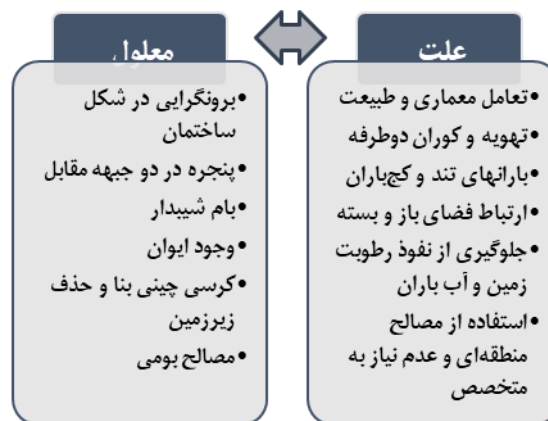 علت
•تعامل معماری و طبیعت
•تهویه و کوران دوطرفه
•بارانهای تند و کج‌باران
•ارتباط فضای باز و بسته
•جلوگیری از نفوذ رطوبت
زمین و آب باران
•استفاده از مصالح
منطقه‌ای و عدم نیاز به
متخصص
معلول
•برونگرایی در شکل
ساختمان
•پنجره در دو جبهه مقابل
•بام شیبدار
•وجود ایوان
•کرسی چینی بنا و حذف
زیرزمین
•مصالح بومی